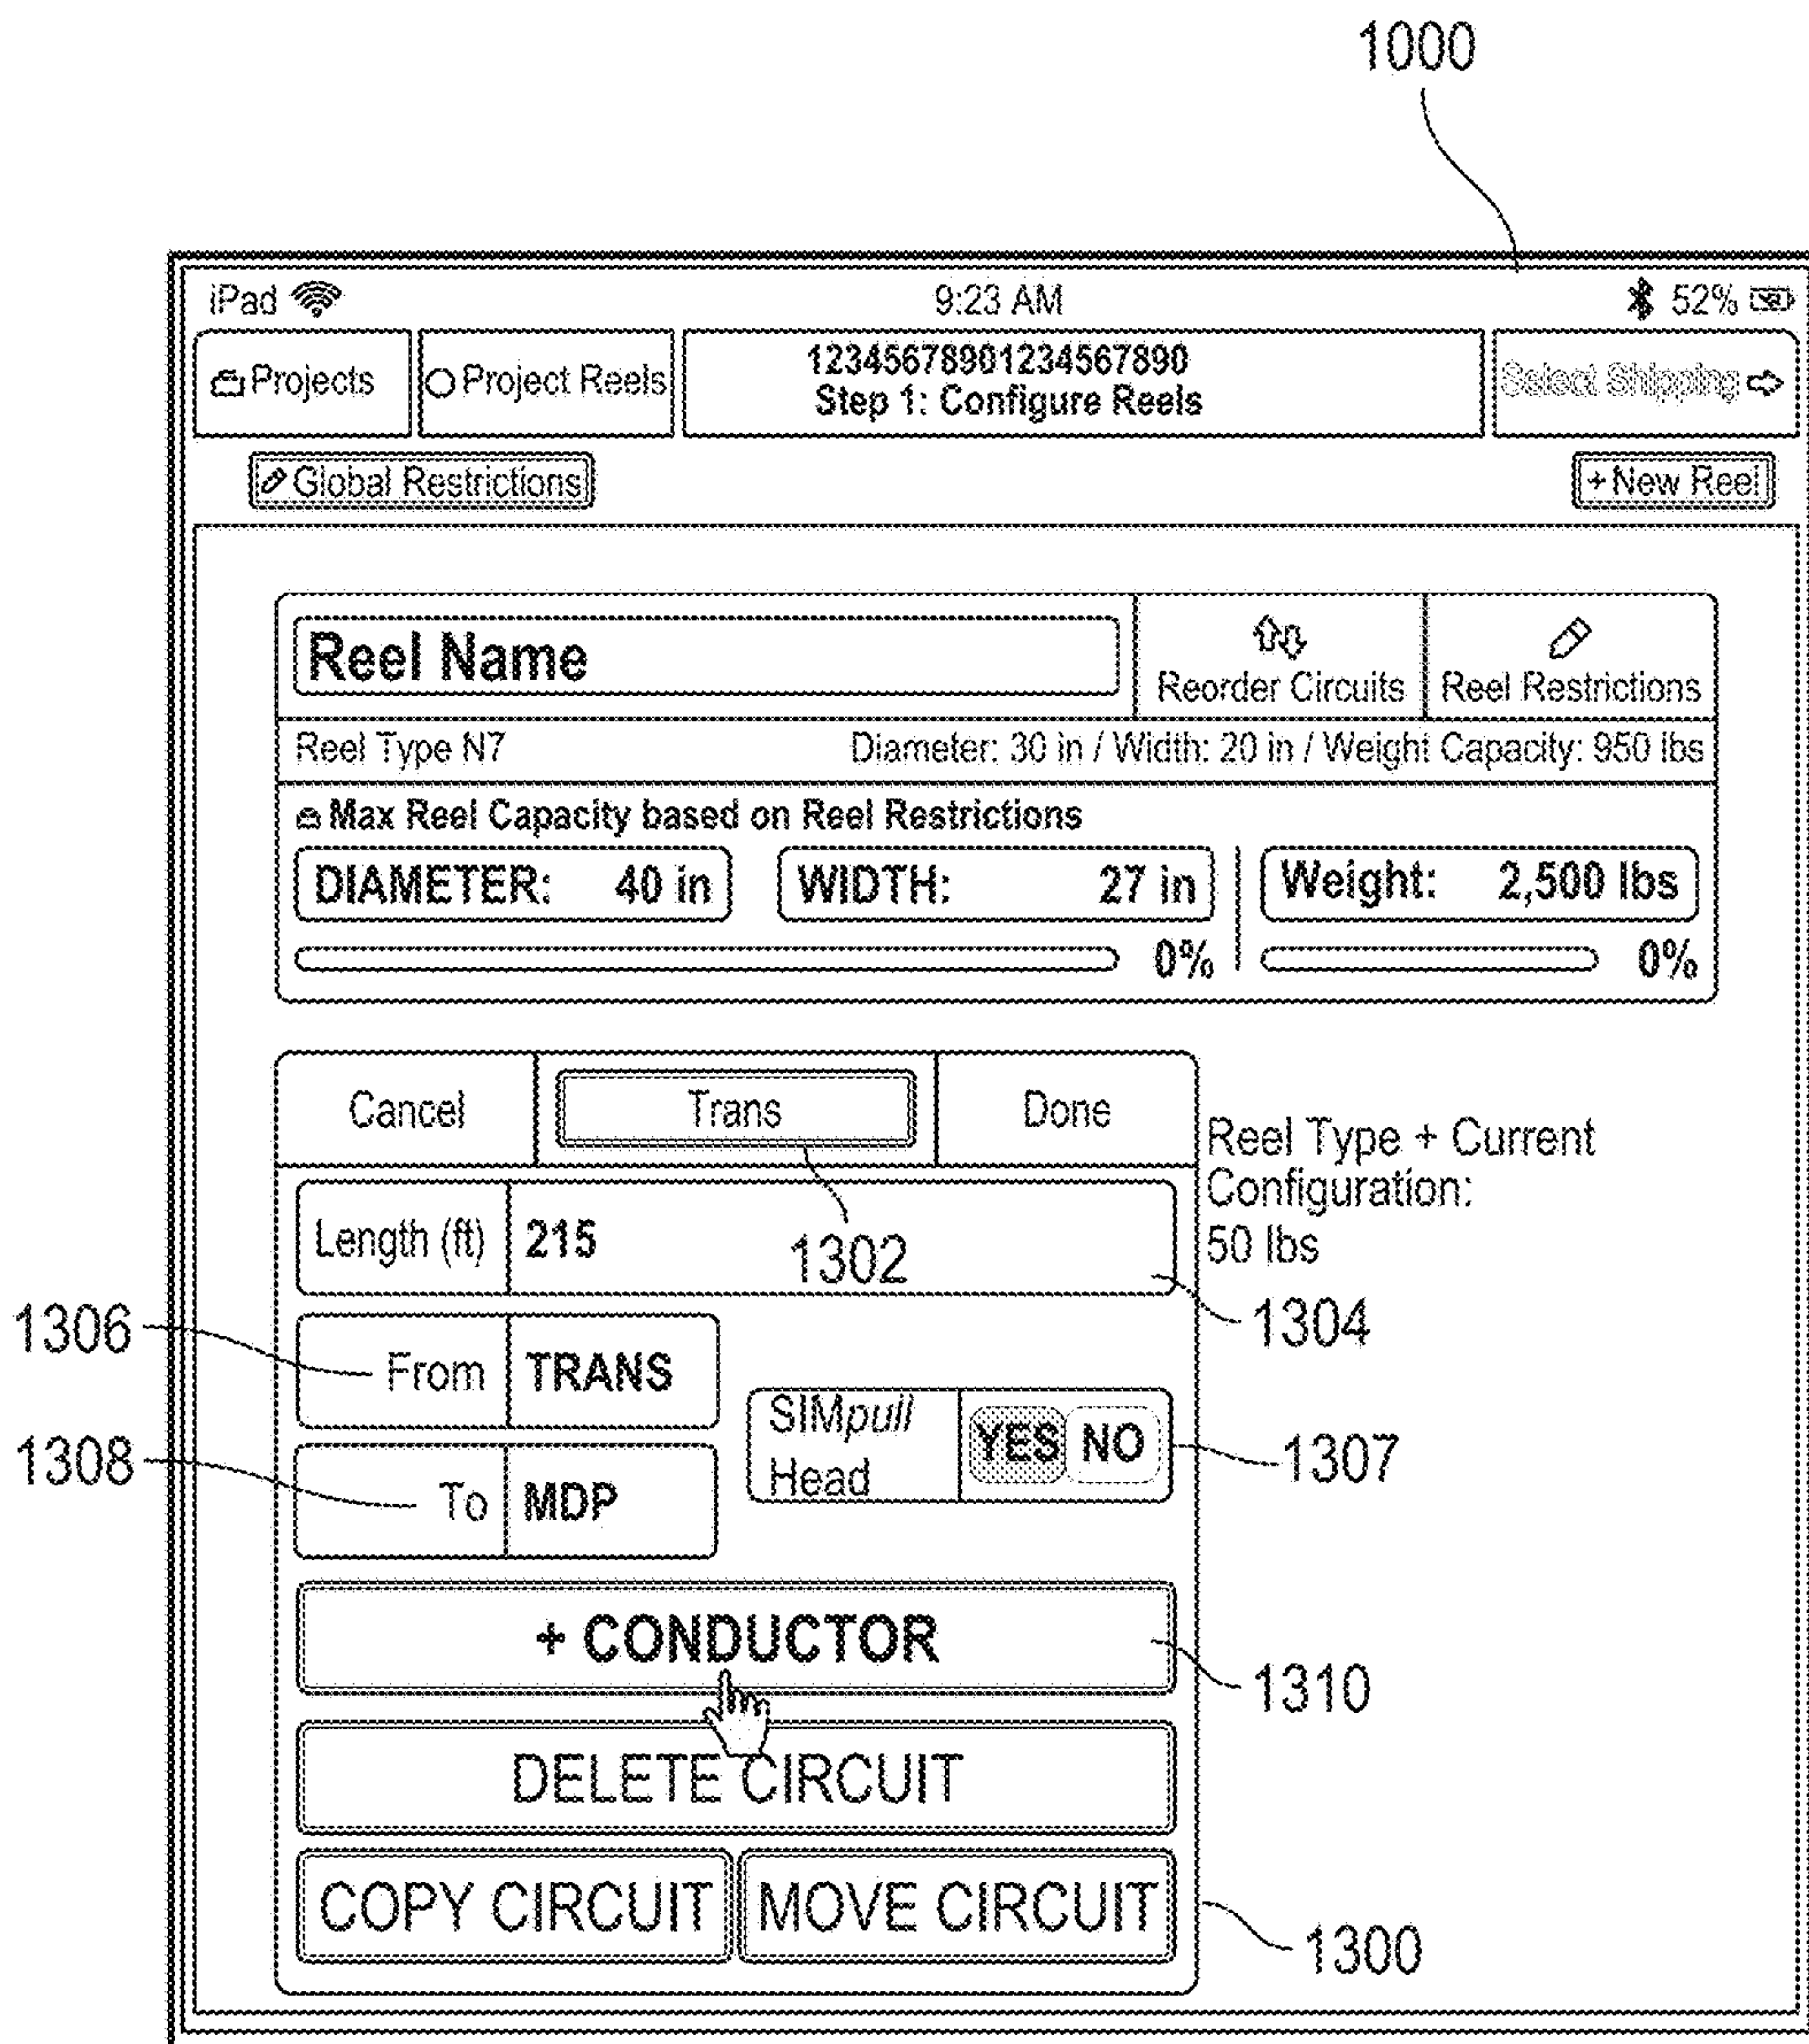 1000
iPad 9:23 AM 52%
Projects Project Reels 12345678901234567890 Select Shipping
Step 1: Configure Reels
Global Restrictions + New Reel
Reel Name Reorder Circuits Reel Restrictions
Reel Type N7 Diameter: 30 in / Width: 20 in / Weight Capacity: 950 lbs
Max Reel Capacity based on Reel Restrictions
DIAMETER: 40 in WIDTH: 27 in Weight: 2,500 lbs
0% 0%
Cancel Trans Done
Reel Type + Current
Configuration:
50 lbs
Length (ft) 215
1302
1304
1306
From TRANS
SIMpull
Head
YES NO
1307
1308
To MDP
+ CONDUCTOR
1310
DELETE CIRCUIT
COPY CIRCUIT MOVE CIRCUIT
1300